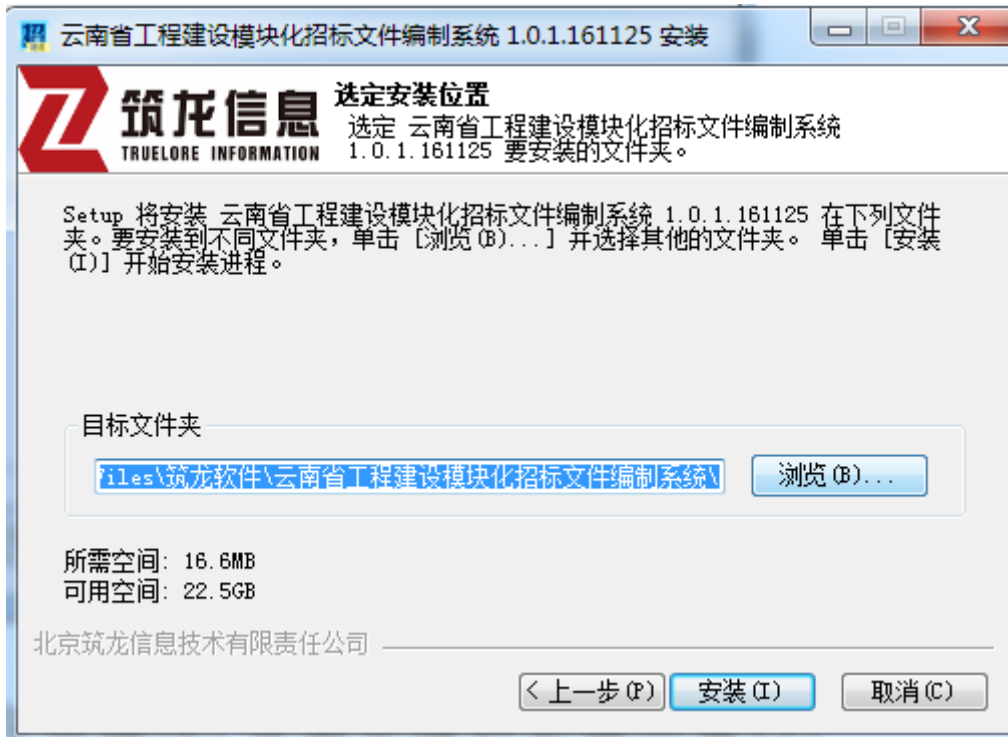 云南省工程建设模块化招标文件编制系统 1.0.1.161125 安装
筑龙信息
TRUELORE INFORMATION
选定安装位置
选定 云南省工程建设模块化招标文件编制系统
1.0.1.161125 要安装的文件夹。
Setup 将安装 云南省工程建设模块化招标文件编制系统 1.0.1.161125 在下列文件
夹。要安装到不同文件夹，单击 [浏览(B)...] 并选择其他的文件夹。 单击 [安装
(I)] 开始安装进程。
目标文件夹
iles\筑龙软件\云南省工程建设模块化招标文件编制系统\
浏览(B)...
所需空间: 16.6MB
可用空间: 22.5GB
北京筑龙信息技术有限责任公司
< 上一步(P)
安装(I)
取消(C)